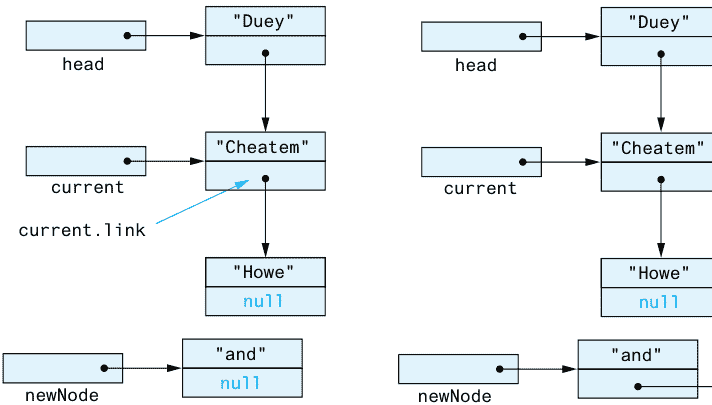 "Duey"
head
"Cheatem"
current
current.link
"Howe"
null
"and"
null
newNode
"Duey"
head
"Cheatem"
current
"Howe"
null
"and"
newNode